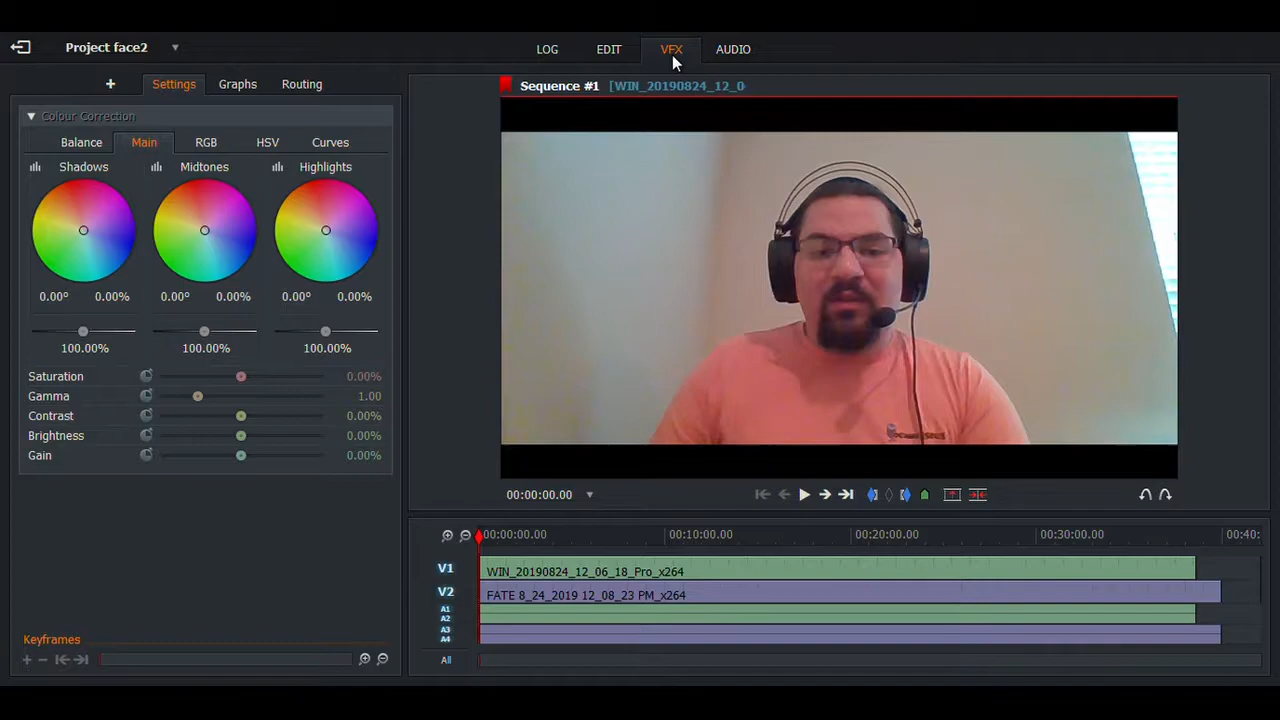 Project face2
LOG EDIT VFX AUDIO
+ Settings Graphs Routing
Colour Correction
Balance Main RGB HSV Curves
Shadows Midtones Highlights
0.00° 0.00% 0.00° 0.00% 0.00° 0.00%
100.00% 100.00% 100.00%
Saturation 0.00%
Gamma 1.00
Contrast 0.00%
Brightness 0.00%
Gain 0.00%
Keyframes
Sequence #1 [WIN_20190824_12_0
00:00:00.00
00:00:00.00 00:10:00.00 00:20:00.00 00:30:00.00 00:40:
V1 WIN_20190824_12_06_18_Pro_x264
V2 FATE 8_24_2019 12_08_23 PM_x264
A1
A2
A3
A4
All